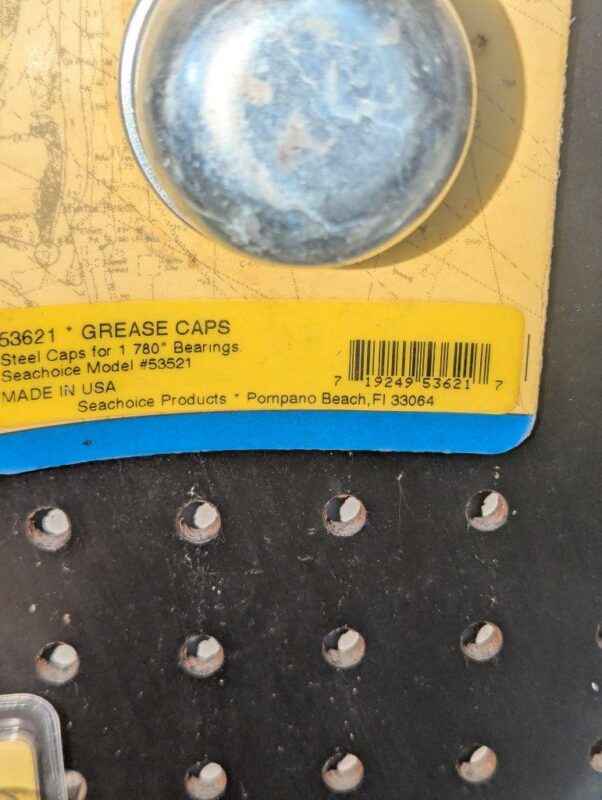 53621 * GREASE CAPS
Steel Caps for 1 780" Bearings.
Seachoice Model #53521
MADE IN USA
Seachoice Products * Pompano Beach, Fl 33064
7 19249 53621 7